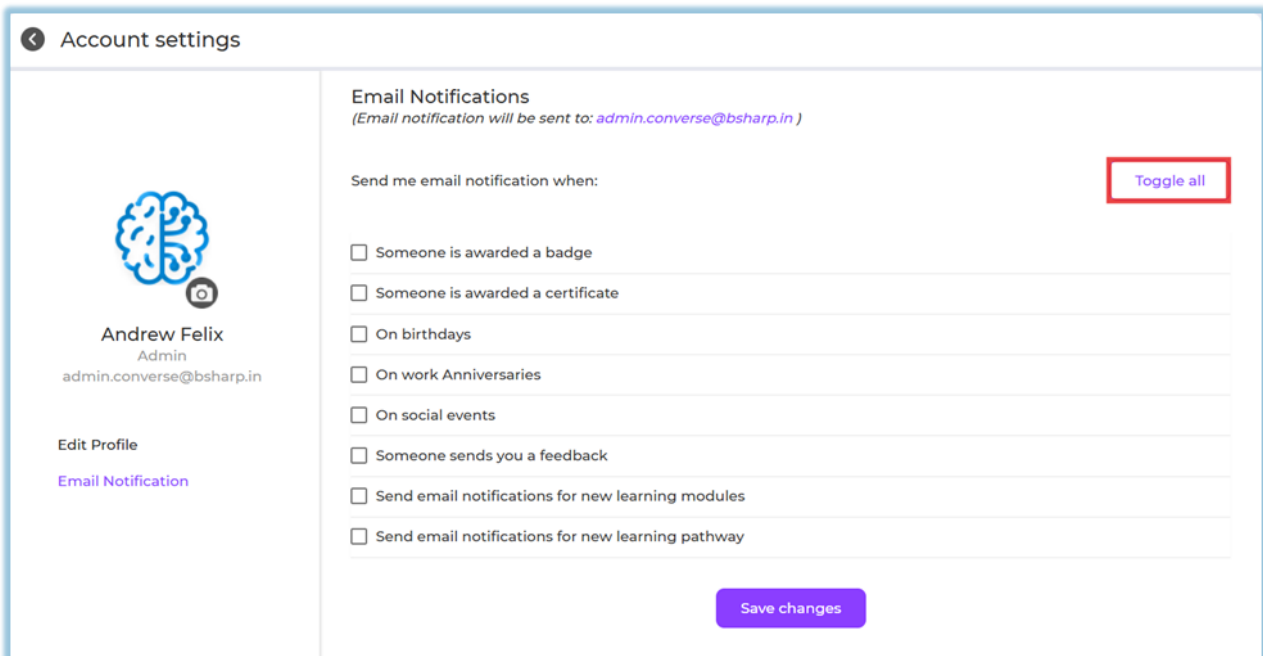 Account settings
Andrew Felix
Admin
admin.converse@bsharp.in
Edit Profile
Email Notification
Email Notifications
(Email notification will be sent to: admin.converse@bsharp.in )
Send me email notification when:
Toggle all
Someone is awarded a badge
Someone is awarded a certificate
On birthdays
On work Anniversaries
On social events
Someone sends you a feedback
Send email notifications for new learning modules
Send email notifications for new learning pathway
Save changes